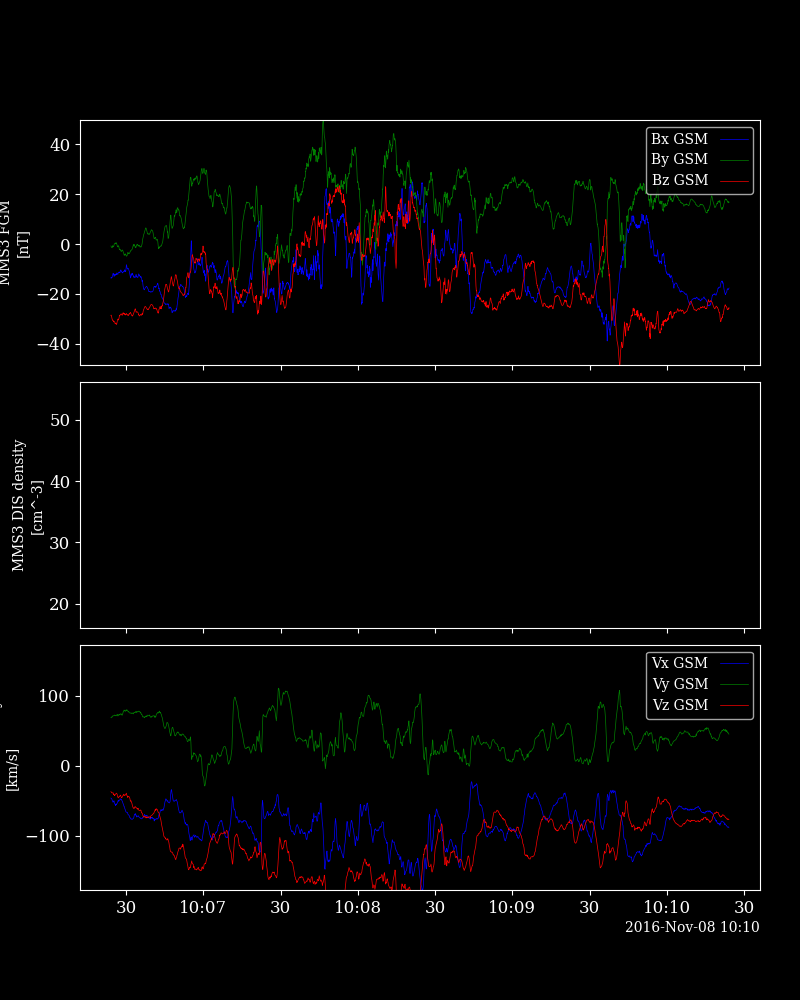 40
20
0
−20
−40
MMS3 FGM
[nT]
Bx GSM
By GSM
Bz GSM
50
40
30
20
MMS3 DIS density
[cm^-3]
100
0
−100
[km/s]
Vx GSM
Vy GSM
Vz GSM
30 10:07 30 10:08 30 10:09 30 10:10 30
2016-Nov-08 10:10